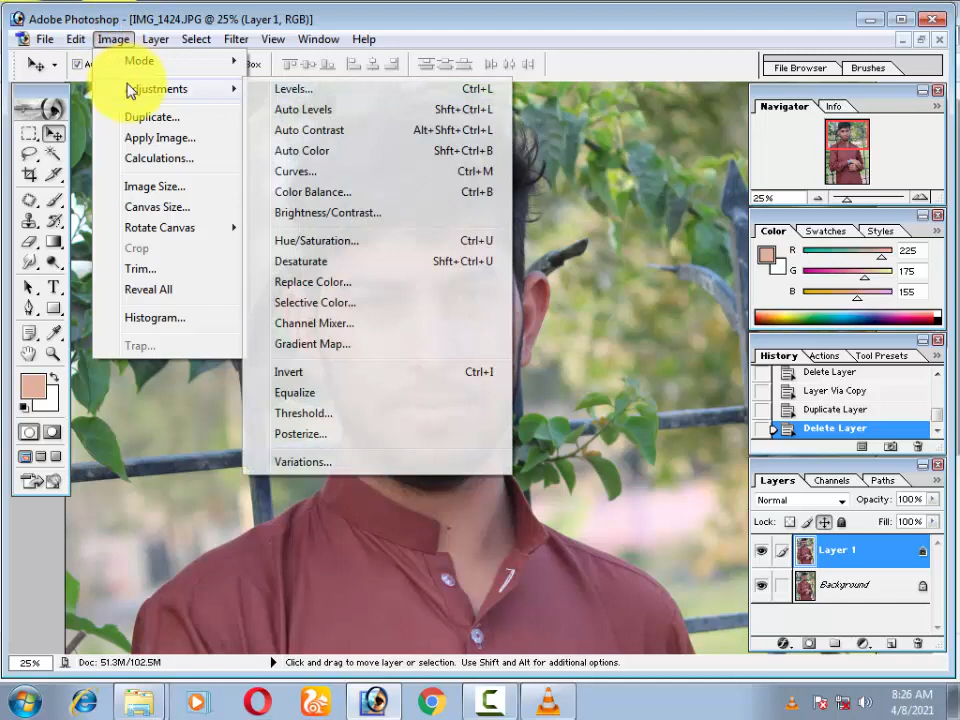 Adobe Photoshop - [IMG_1424.JPG @ 25% (Layer 1, RGB)]
File Edit Image Layer Select Filter View Window Help
File Browser
Brushes
Mode
Adjustments
Duplicate...
Apply Image...
Calculations...
Image Size...
Canvas Size...
Rotate Canvas
Crop
Trim...
Reveal All
Histogram...
Trap...
Levels... Ctrl+L
Auto Levels Shft+Ctrl+L
Auto Contrast Alt+Shft+Ctrl+L
Auto Color Shft+Ctrl+B
Curves... Ctrl+M
Color Balance... Ctrl+B
Brightness/Contrast...
Hue/Saturation... Ctrl+U
Desaturate Shft+Ctrl+U
Replace Color...
Selective Color...
Channel Mixer...
Gradient Map...
Invert Ctrl+I
Equalize
Threshold...
Posterize...
Variations...
Navigator Info
25%
Color Swatches Styles
R 225
G 175
B 155
History Actions Tool Presets
Delete Layer
Layer Via Copy
Duplicate Layer
Delete Layer
Layers Channels Paths
Normal Opacity: 100%
Lock: Fill: 100%
Layer 1
Background
25% Doc: 51.3M/102.5M Click and drag to move layer or selection. Use Shift and Alt for additional options.
8:26 AM
4/8/2021